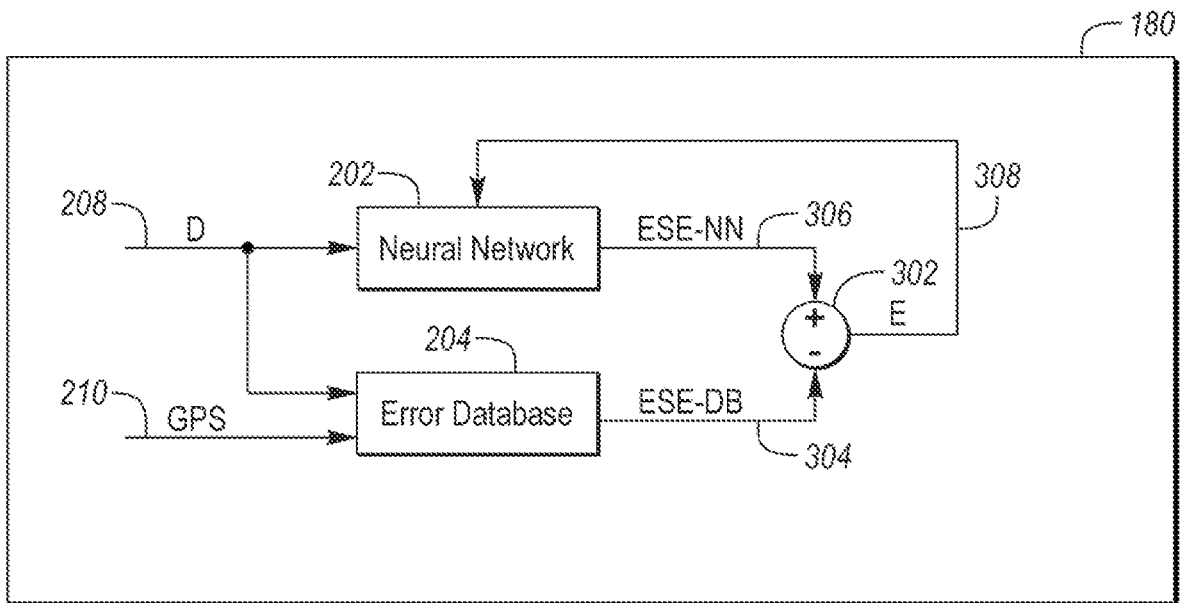 180
202
308
208
D
ESE-NN
306
Neural Network
302
+
E
-
204
210
GPS
Error Database
ESE-DB
304